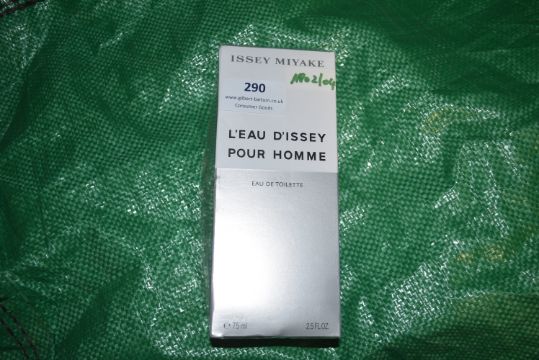 ISSEY MIYAKE
290
www.gilbert-baitson.co.uk
Consumer Goods
L'EAU D'ISSEY
POUR HOMME
EAU DE TOILETTE
℮ 75 ml 2.5 FL.OZ.